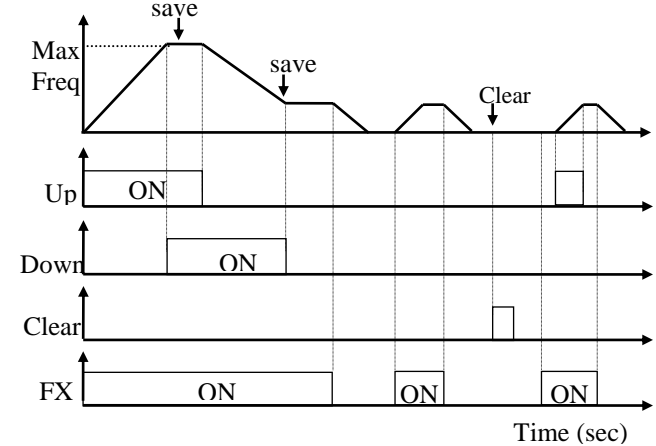 save
Max
Freq
save
Clear
Up
ON
Down
ON
Clear
FX
ON
ON
ON
Time (sec)